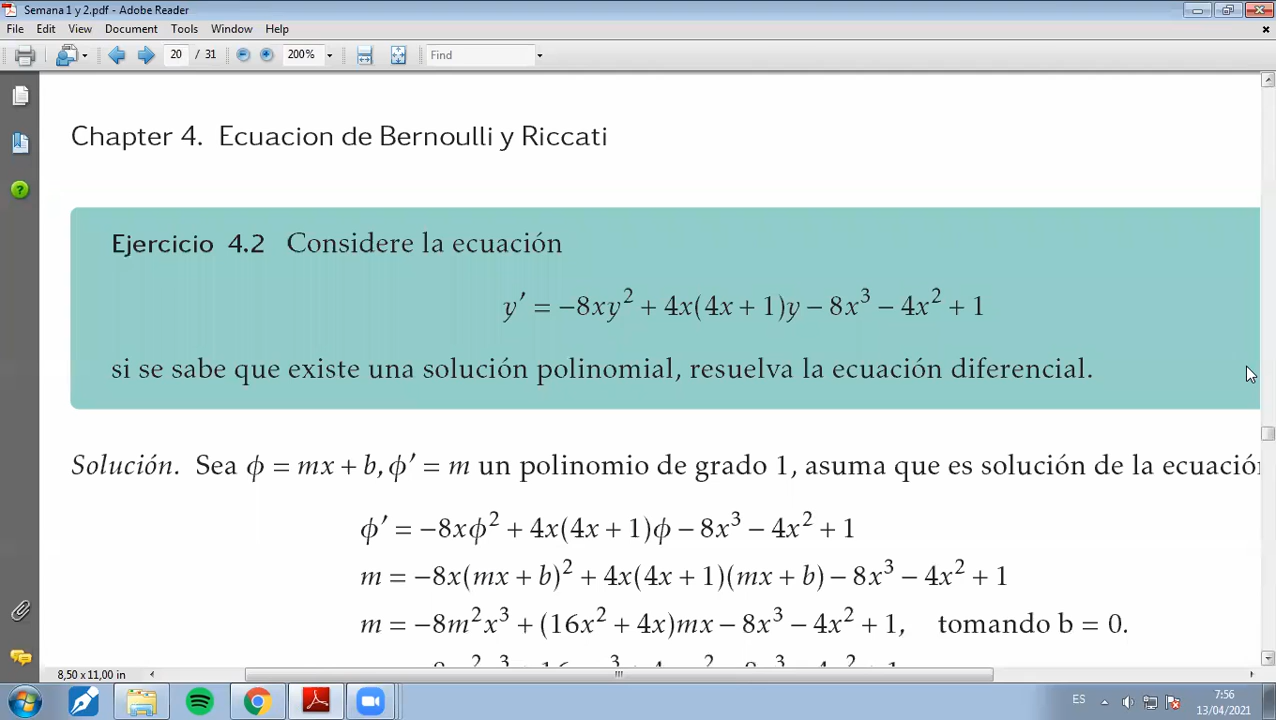 Semana 1 y 2.pdf - Adobe Reader
File Edit View Document Tools Window Help
20 / 31 200% Find
Chapter 4. Ecuacion de Bernoulli y Riccati
Ejercicio 4.2 Considere la ecuación
y′ = −8xy² + 4x(4x + 1)y − 8x³ − 4x² + 1
si se sabe que existe una solución polinomial, resuelva la ecuación diferencial.
Solución. Sea ϕ = mx + b, ϕ′ = m un polinomio de grado 1, asuma que es solución de la ecuación
ϕ′ = −8xϕ² + 4x(4x + 1)ϕ − 8x³ − 4x² + 1
m = −8x(mx + b)² + 4x(4x + 1)(mx + b) − 8x³ − 4x² + 1
m = −8m²x³ + (16x² + 4x)mx − 8x³ − 4x² + 1, tomando b = 0.
8,50 x 11,00 in
ES 7:56
13/04/2021